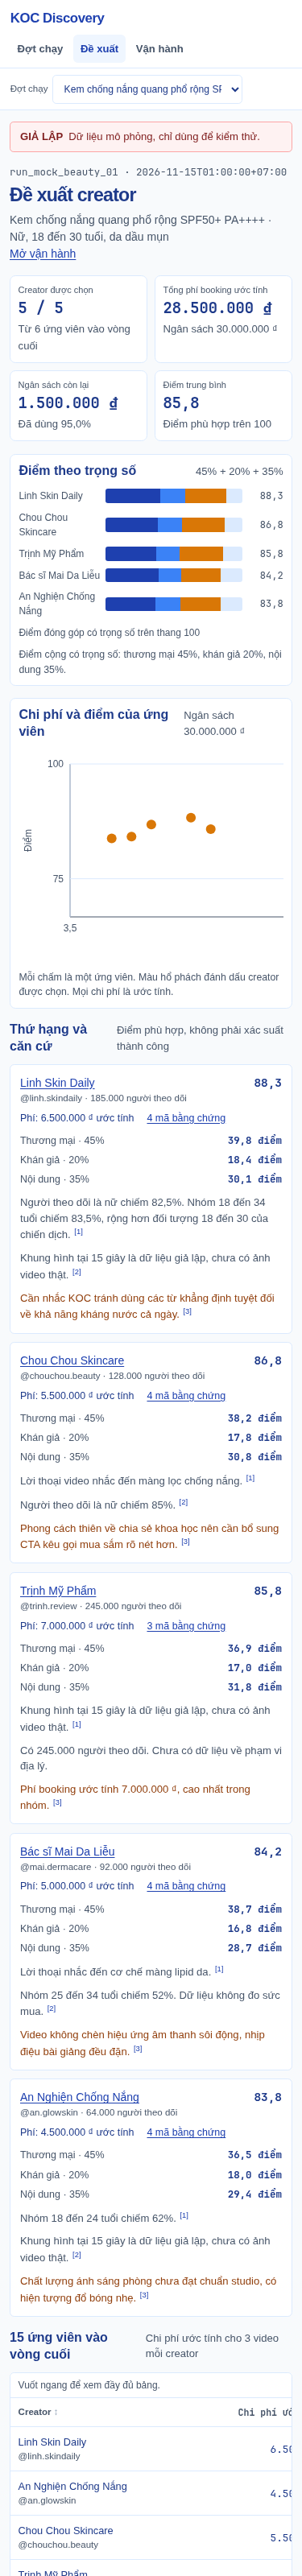 KOC Discovery
Đợt chạy Đề xuất Vận hành
Đợt chạy Kem chống nắng quang phổ rộng SP
GIẢ LẬP Dữ liệu mô phỏng, chỉ dùng để kiểm thử.
run_mock_beauty_01 · 2026-11-15T01:00:00+07:00
Đề xuất creator
Kem chống nắng quang phổ rộng SPF50+ PA++++ ·
Nữ, 18 đến 30 tuổi, da dầu mụn
Mở vận hành
Creator được chọn
5 / 5
Từ 6 ứng viên vào vòng
cuối
Tổng phí booking ước tính
28.500.000 ₫
Ngân sách 30.000.000 ₫
Ngân sách còn lại
1.500.000 ₫
Đã dùng 95,0%
Điểm trung bình
85,8
Điểm phù hợp trên 100
Điểm theo trọng số 45% + 20% + 35%
Linh Skin Daily 88,3
Chou Chou
Skincare 86,8
Trịnh Mỹ Phẩm 85,8
Bác sĩ Mai Da Liễu 84,2
An Nghiện Chống
Nắng 83,8
Điểm đóng góp có trọng số trên thang 100
Điểm cộng có trọng số: thương mại 45%, khán giả 20%, nội
dung 35%.
Chi phí và điểm của ứng
viên
Ngân sách
30.000.000 ₫
100
Điểm
75
3,5
Mỗi chấm là một ứng viên. Màu hổ phách đánh dấu creator
được chọn. Mọi chi phí là ước tính.
Thứ hạng và
căn cứ
Điểm phù hợp, không phải xác suất
thành công
Linh Skin Daily 88,3
@linh.skindaily · 185.000 người theo dõi
Phí: 6.500.000 ₫ ước tính 4 mã bằng chứng
Thương mại · 45% 39,8 điểm
Khán giả · 20% 18,4 điểm
Nội dung · 35% 30,1 điểm
Người theo dõi là nữ chiếm 82,5%. Nhóm 18 đến 34
tuổi chiếm 83,5%, rộng hơn đối tượng 18 đến 30 của
chiến dịch. [1]
Khung hình tại 15 giây là dữ liệu giả lập, chưa có ảnh
video thật. [2]
Cần nhắc KOC tránh dùng các từ khẳng định tuyệt đối
về khả năng kháng nước cả ngày. [3]
Chou Chou Skincare 86,8
@chouchou.beauty · 128.000 người theo dõi
Phí: 5.500.000 ₫ ước tính 4 mã bằng chứng
Thương mại · 45% 38,2 điểm
Khán giả · 20% 17,8 điểm
Nội dung · 35% 30,8 điểm
Lời thoại video nhắc đến màng lọc chống nắng. [1]
Người theo dõi là nữ chiếm 85%. [2]
Phong cách thiên về chia sẻ khoa học nên cần bổ sung
CTA kêu gọi mua sắm rõ nét hơn. [3]
Trịnh Mỹ Phẩm 85,8
@trinh.review · 245.000 người theo dõi
Phí: 7.000.000 ₫ ước tính 3 mã bằng chứng
Thương mại · 45% 36,9 điểm
Khán giả · 20% 17,0 điểm
Nội dung · 35% 31,8 điểm
Khung hình tại 15 giây là dữ liệu giả lập, chưa có ảnh
video thật. [1]
Có 245.000 người theo dõi. Chưa có dữ liệu về phạm vi
địa lý.
Phí booking ước tính 7.000.000 ₫, cao nhất trong
nhóm. [3]
Bác sĩ Mai Da Liễu 84,2
@mai.dermacare · 92.000 người theo dõi
Phí: 5.000.000 ₫ ước tính 4 mã bằng chứng
Thương mại · 45% 38,7 điểm
Khán giả · 20% 16,8 điểm
Nội dung · 35% 28,7 điểm
Lời thoại nhắc đến cơ chế màng lipid da. [1]
Nhóm 25 đến 34 tuổi chiếm 52%. Dữ liệu không đo sức
mua. [2]
Video không chèn hiệu ứng âm thanh sôi động, nhịp
điệu bài giảng đều đặn. [3]
An Nghiện Chống Nắng 83,8
@an.glowskin · 64.000 người theo dõi
Phí: 4.500.000 ₫ ước tính 4 mã bằng chứng
Thương mại · 45% 36,5 điểm
Khán giả · 20% 18,0 điểm
Nội dung · 35% 29,4 điểm
Nhóm 18 đến 24 tuổi chiếm 62%. [1]
Khung hình tại 15 giây là dữ liệu giả lập, chưa có ảnh
video thật. [2]
Chất lượng ánh sáng phòng chưa đạt chuẩn studio, có
hiện tượng đổ bóng nhẹ. [3]
15 ứng viên vào
vòng cuối
Chi phí ước tính cho 3 video
mỗi creator
Vuốt ngang để xem đầy đủ bảng.
Creator ↕ Chi phí ướ
Linh Skin Daily
@linh.skindaily 6.50
An Nghiện Chống Nắng
@an.glowskin 4.50
Chou Chou Skincare
@chouchou.beauty 5.50
Trịnh Mỹ Phẩm